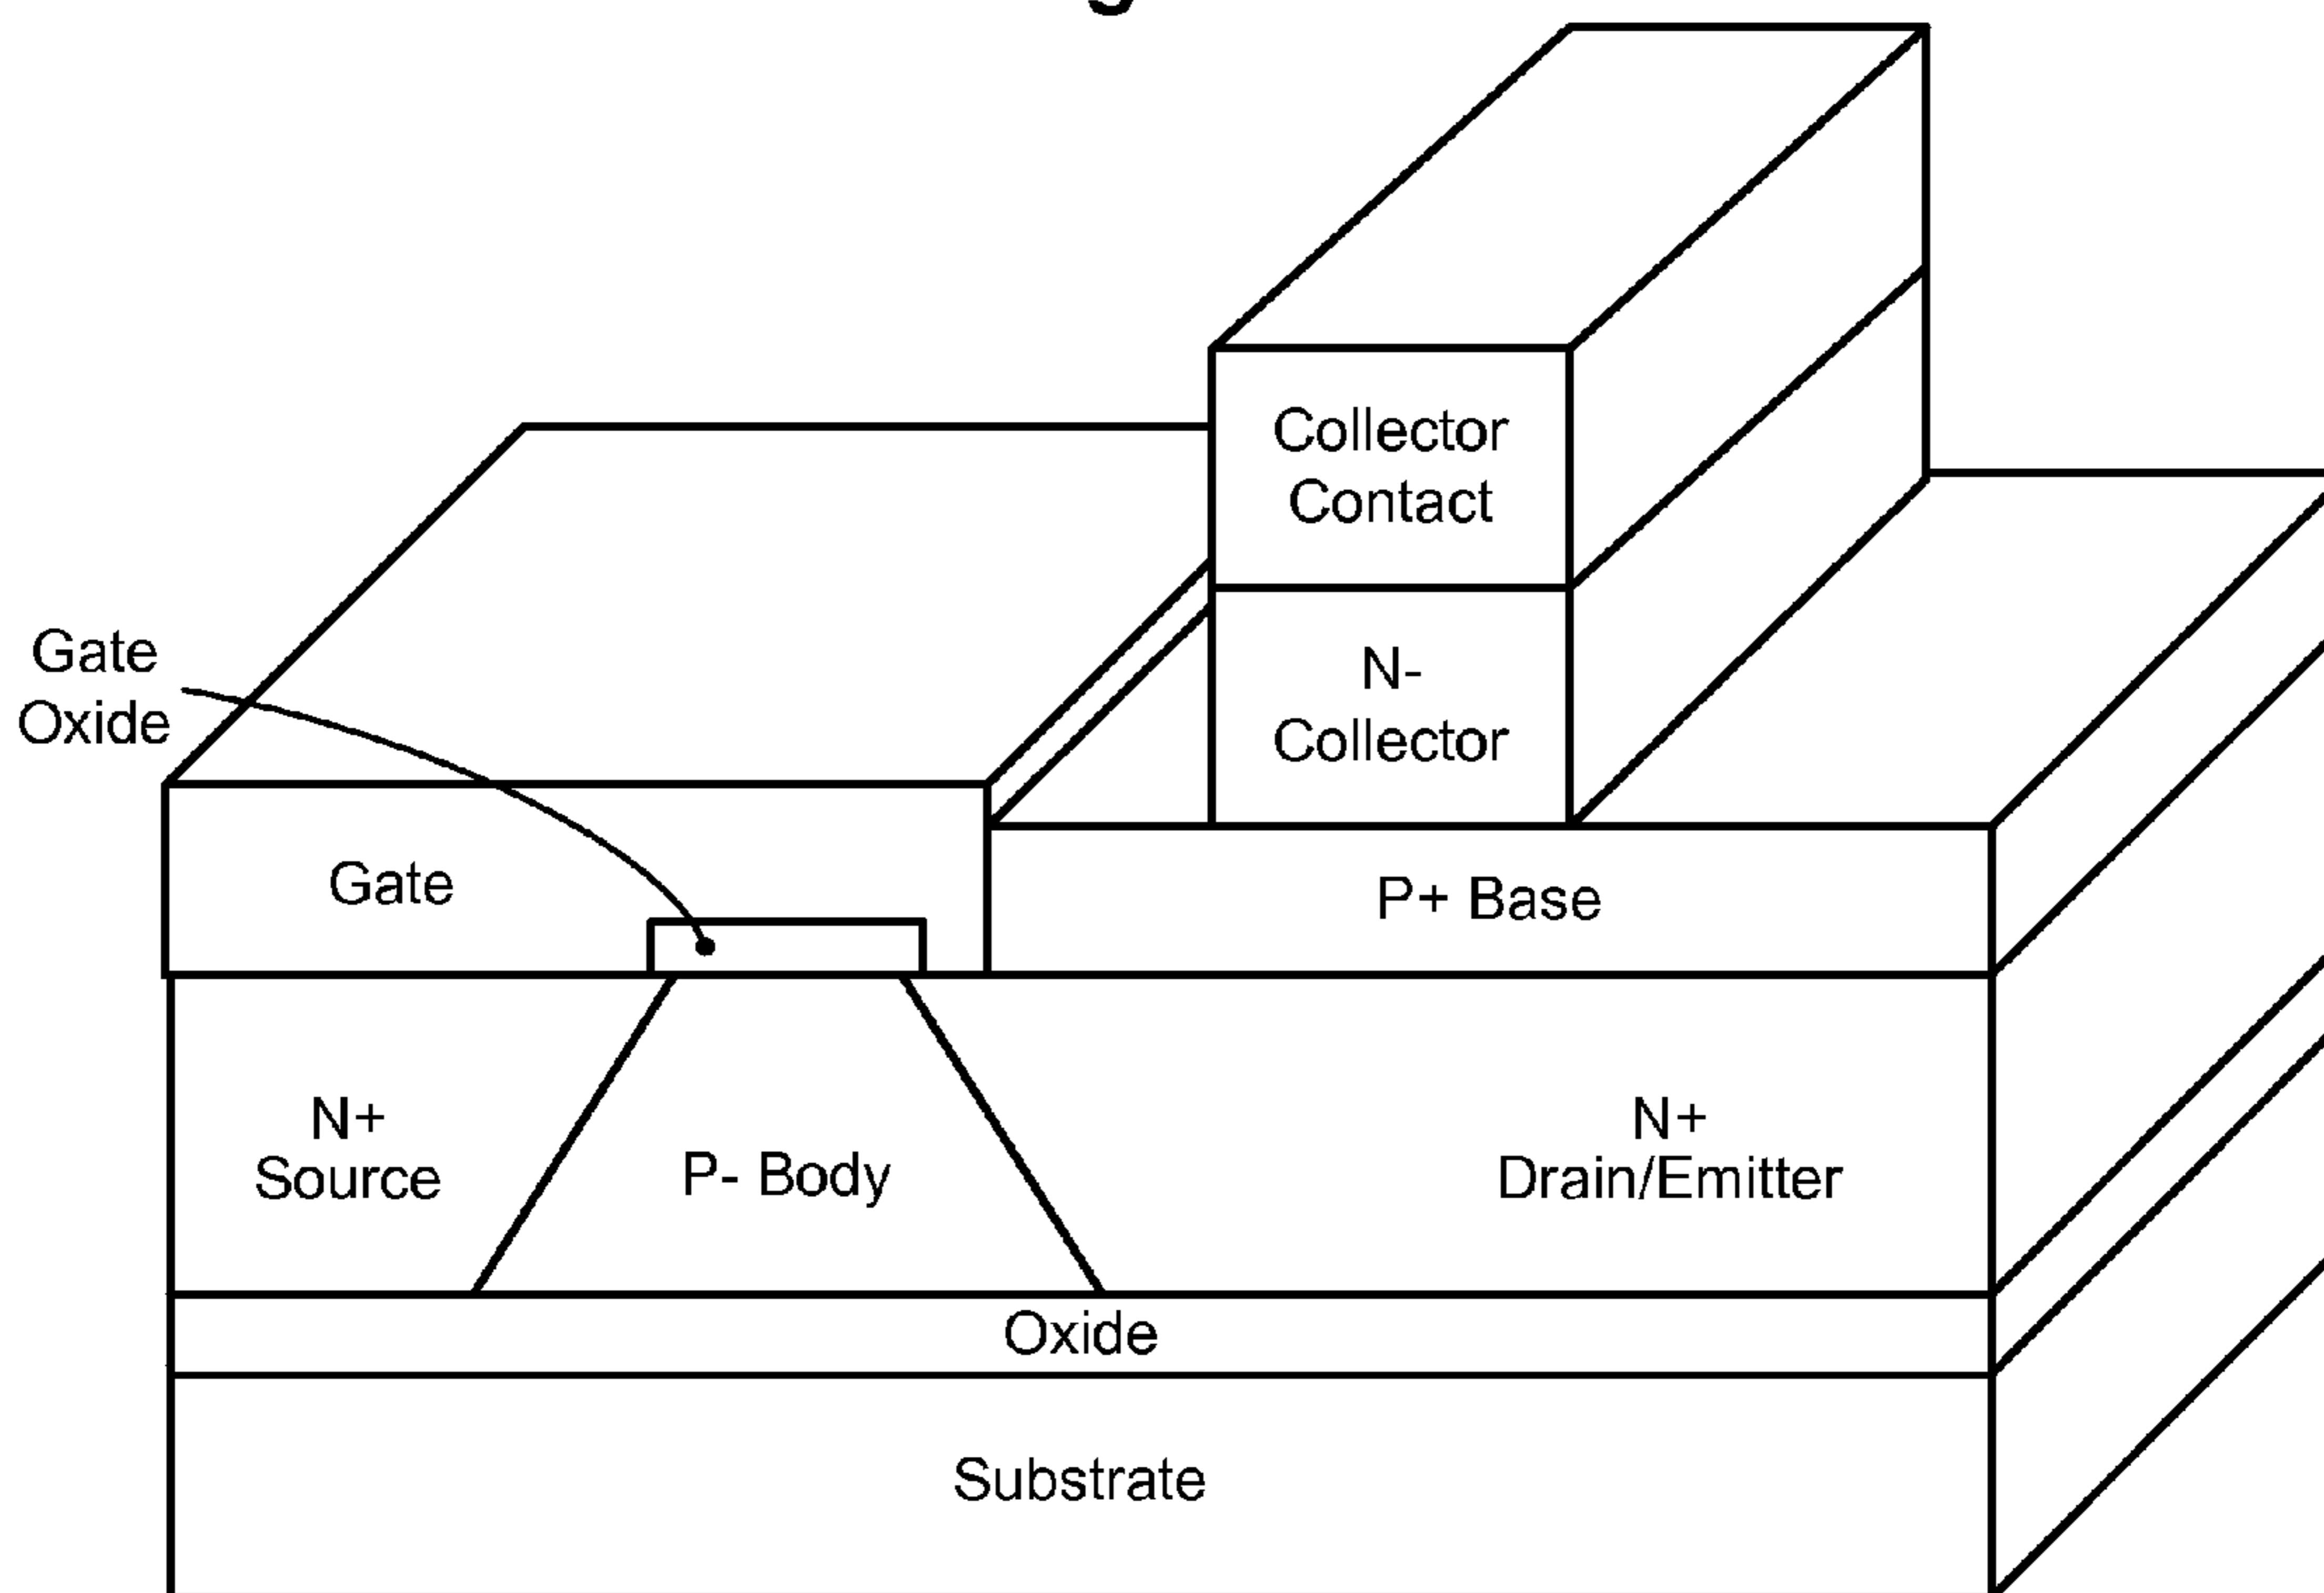 Collector
Contact
Gate
Oxide
N-
Collector
Gate
P+ Base
N+
Source
P- Body
N+
Drain/Emitter
Oxide
Substrate